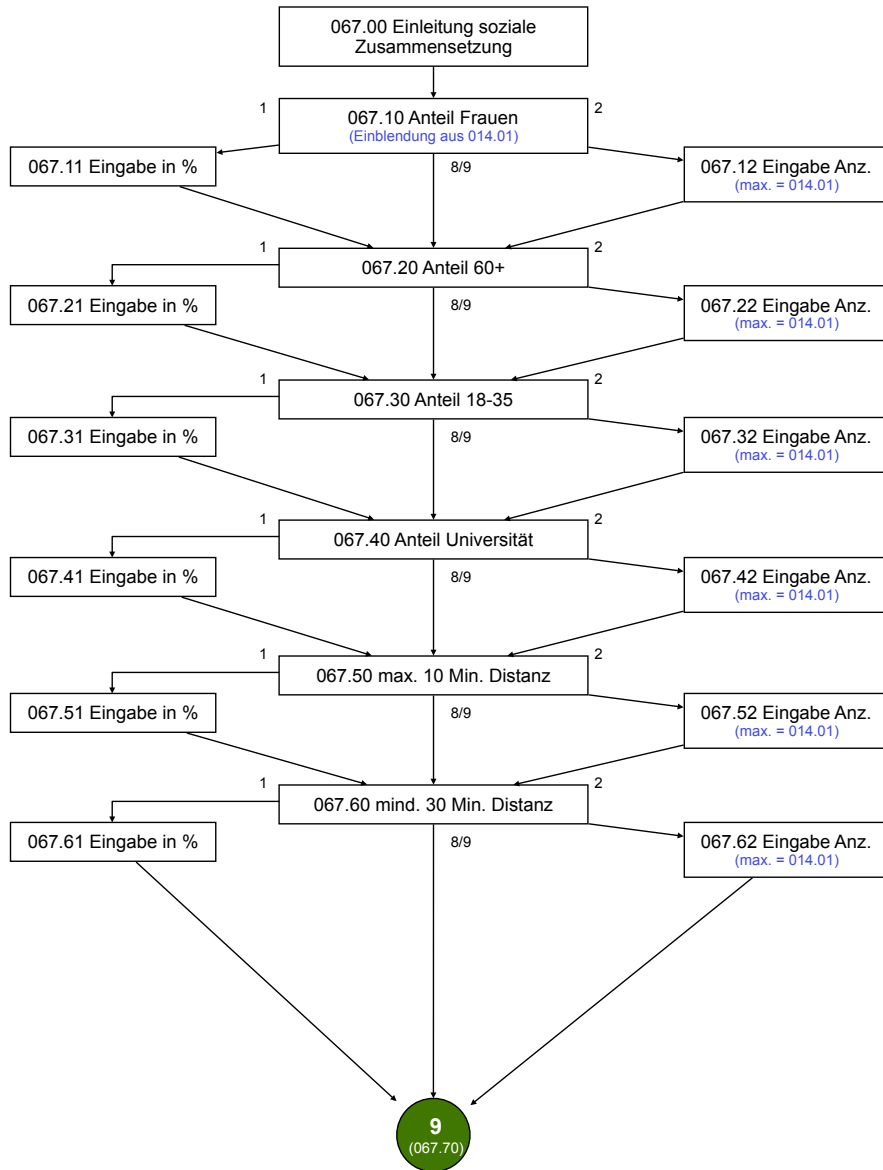 067.00 Einleitung soziale
Zusammensetzung
1
067.10 Anteil Frauen
(Einblendung aus 014.01)
2
067.11 Eingabe in %
8/9
067.12 Eingabe Anz.
(max. = 014.01)
1
067.20 Anteil 60+
2
067.21 Eingabe in %
8/9
067.22 Eingabe Anz.
(max. = 014.01)
1
067.30 Anteil 18-35
2
067.31 Eingabe in %
8/9
067.32 Eingabe Anz.
(max. = 014.01)
1
067.40 Anteil Universität
2
067.41 Eingabe in %
8/9
067.42 Eingabe Anz.
(max. = 014.01)
1
067.50 max. 10 Min. Distanz
2
067.51 Eingabe in %
8/9
067.52 Eingabe Anz.
(max. = 014.01)
1
067.60 mind. 30 Min. Distanz
2
067.61 Eingabe in %
8/9
067.62 Eingabe Anz.
(max. = 014.01)
9
(067.70)